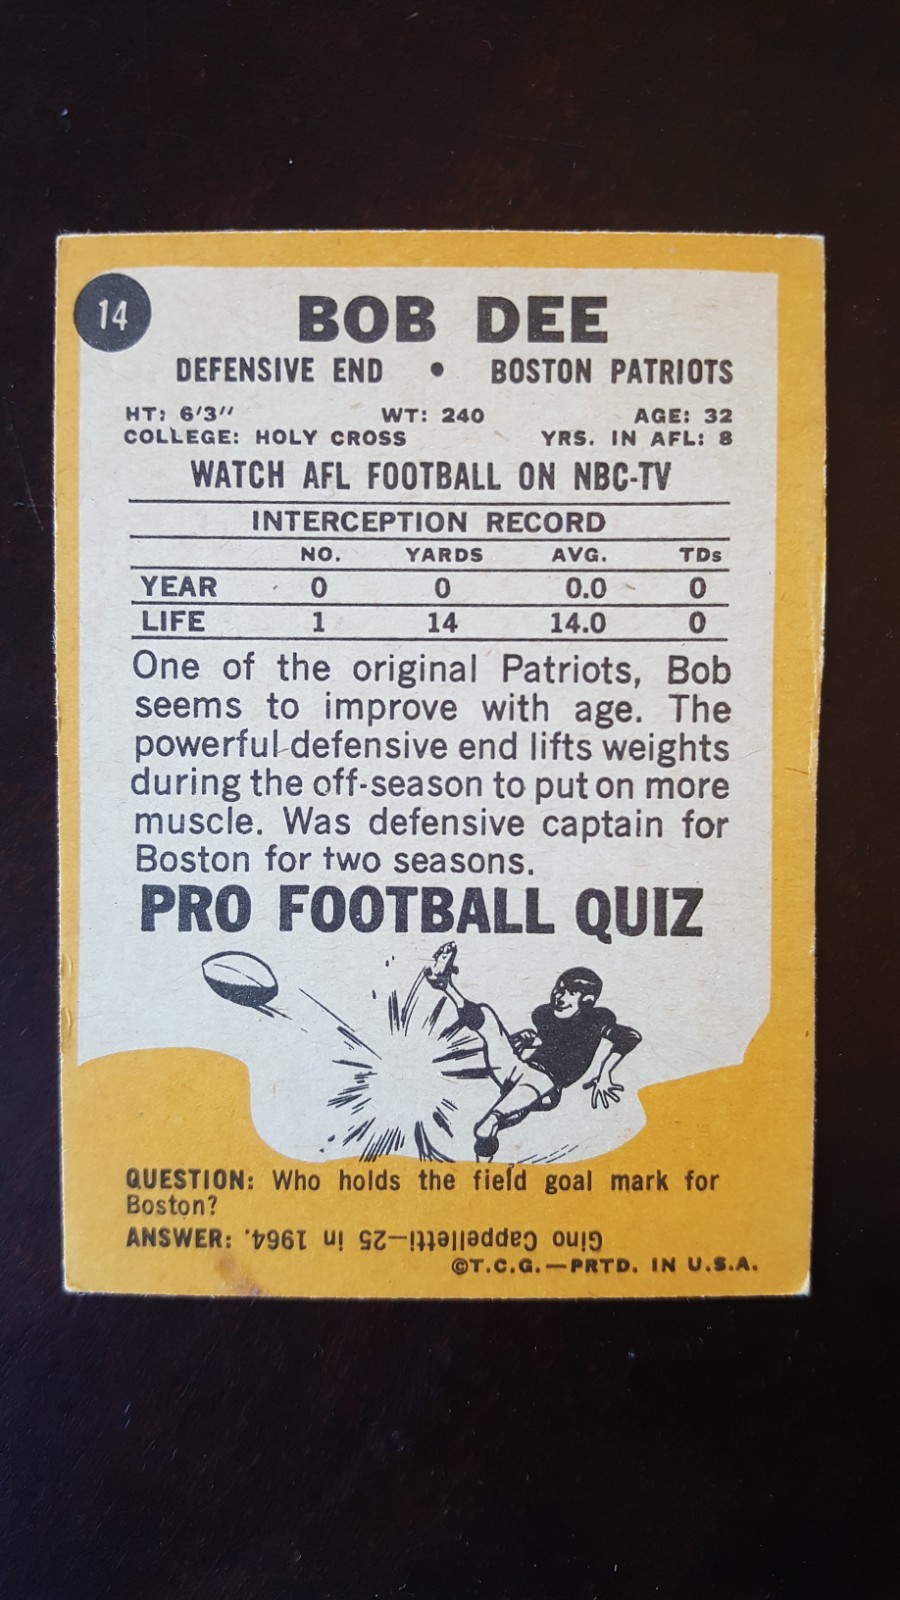 14
BOB DEE
DEFENSIVE END • BOSTON PATRIOTS
HT: 6'3" WT: 240 AGE: 32
COLLEGE: HOLY CROSS YRS. IN AFL: 8
WATCH AFL FOOTBALL ON NBC-TV
INTERCEPTION RECORD
NO. YARDS AVG. TDs
YEAR 0 0 0.0 0
LIFE 1 14 14.0 0
One of the original Patriots, Bob
seems to improve with age. The
powerful defensive end lifts weights
during the off-season to put on more
muscle. Was defensive captain for
Boston for two seasons.
PRO FOOTBALL QUIZ
QUESTION: Who holds the field goal mark for
Boston?
ANSWER: Gino Cappelletti—25 in 1964.
©T.C.G.—PRTD. IN U.S.A.